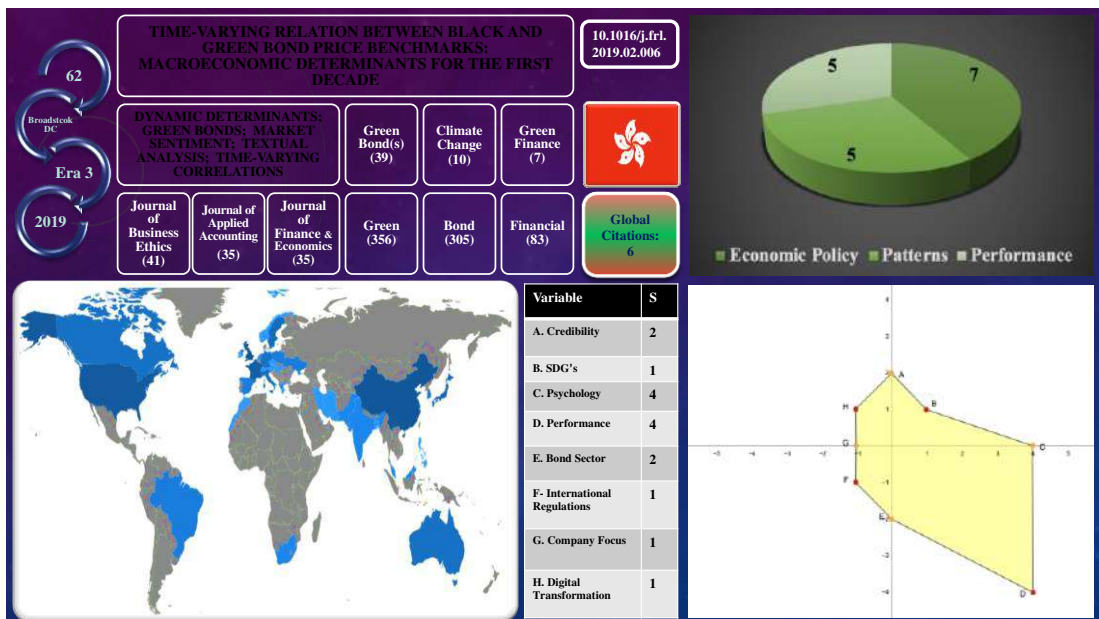 62
Broadstcok
DC
Era 3
2019
TIME-VARYING RELATION BETWEEN BLACK AND
GREEN BOND PRICE BENCHMARKS:
MACROECONOMIC DETERMINANTS FOR THE FIRST
DECADE
10.1016/j.frl.
2019.02.006
DYNAMIC DETERMINANTS;
GREEN BONDS; MARKET
SENTIMENT; TEXTUAL
ANALYSIS; TIME-VARYING
CORRELATIONS
Green
Bond(s)
(39)
Climate
Change
(10)
Green
Finance
(7)
Journal
of
Business
Ethics
(41)
Journal of
Applied
Accounting
(35)
Journal
of
Finance &
Economics
(35)
Green
(356)
Bond
(305)
Financial
(83)
Global
Citations:
6
5
7
5
Economic Policy Patterns Performance
Variable S
A. Credibility 2
B. SDG's 1
C. Psychology 4
D. Performance 4
E. Bond Sector 2
F- International
Regulations 1
G. Company Focus 1
H. Digital
Transformation 1
A
B
C
D
E
F
G
H